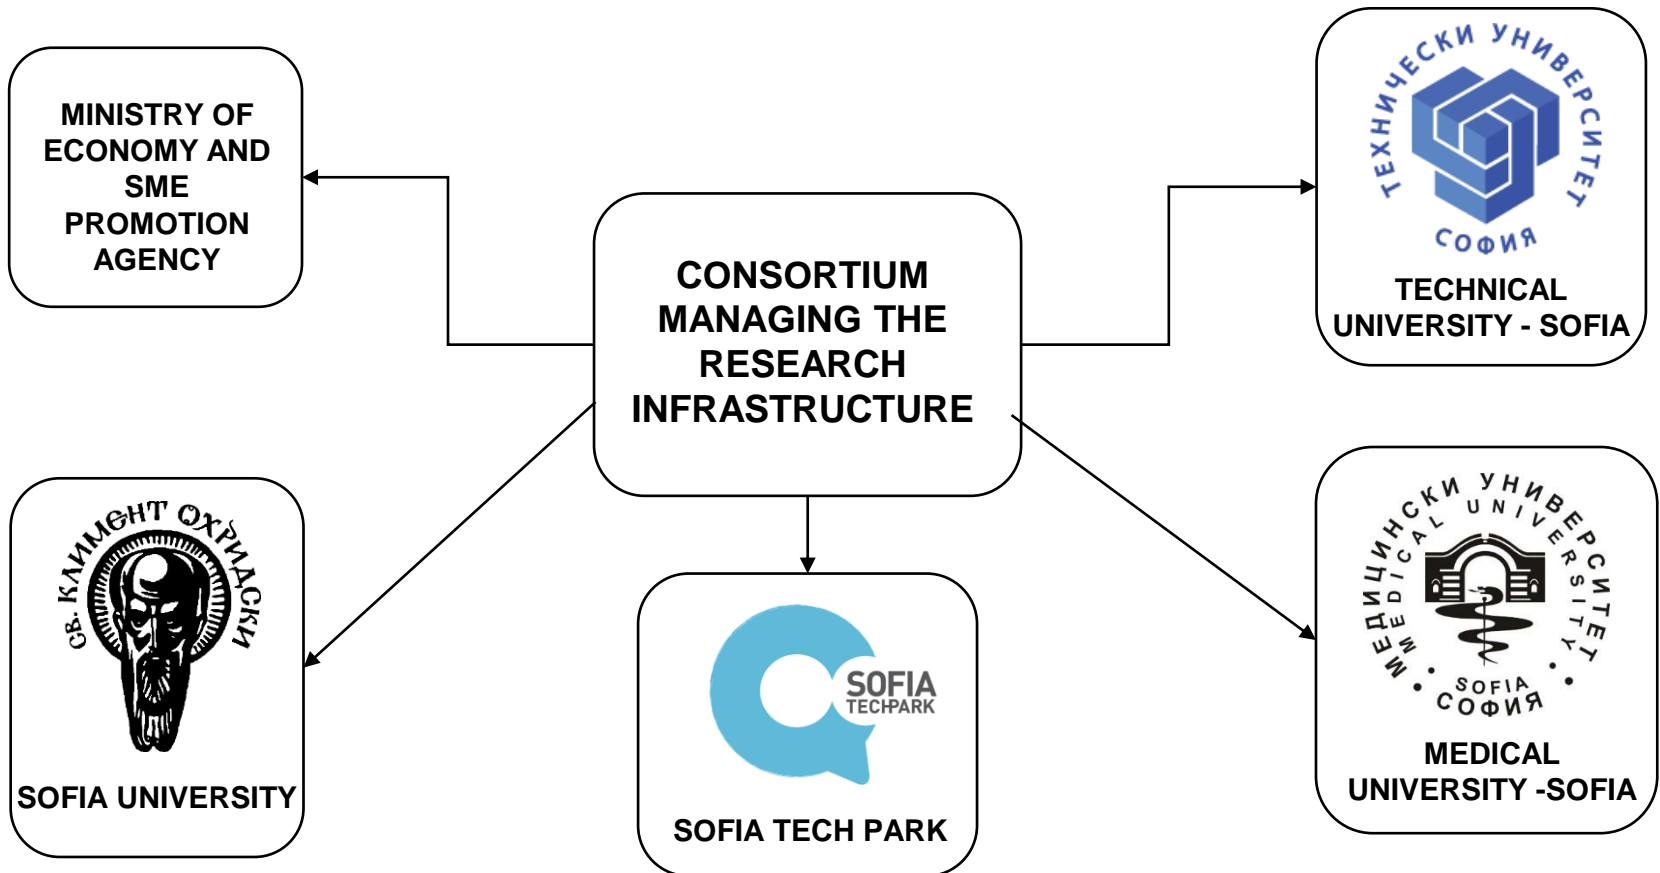 MINISTRY OF
ECONOMY AND
SME
PROMOTION
AGENCY
CONSORTIUM
MANAGING THE
RESEARCH
INFRASTRUCTURE
ТЕХНИЧЕСКИ УНИВЕРСИТЕТ
СОФИЯ
TECHNICAL
UNIVERSITY - SOFIA
СВ. КЛИМЕНТ ОХРИДСКИ
SOFIA UNIVERSITY
SOFIA
TECHPARK
SOFIA TECH PARK
МЕДИЦИНСКИ УНИВЕРСИТЕТ
MEDICAL UNIVERSITY
SOFIA
СОФИЯ
MEDICAL
UNIVERSITY -SOFIA